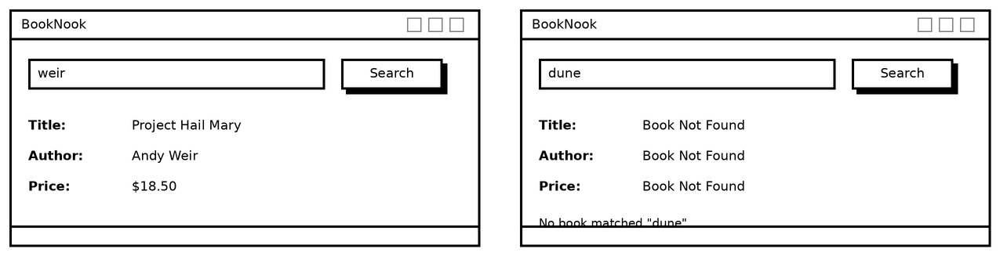 BookNook
weir
Search
Title: Project Hail Mary
Author: Andy Weir
Price: $18.50
BookNook
dune
Search
Title: Book Not Found
Author: Book Not Found
Price: Book Not Found
No book matched "dune"